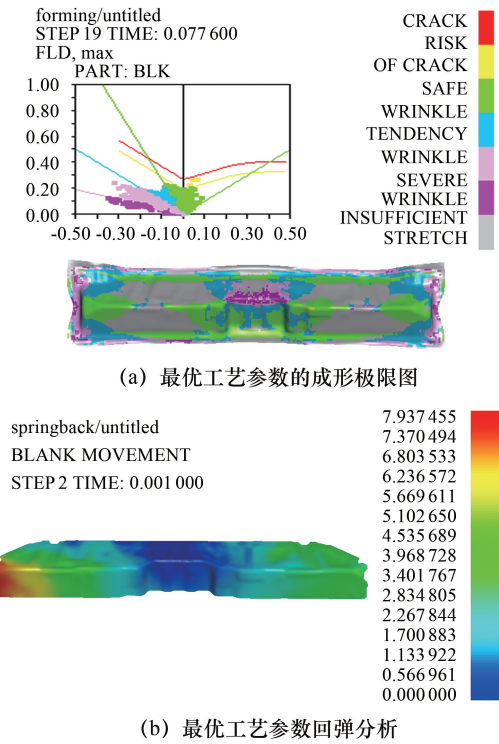 forming/untitled
STEP 19 TIME: 0.077600
FLD, max
PART: BLK
1.00
0.80
0.60
0.40
0.20
0.00
-0.50
-0.30
-0.10
0.10
0.30
0.50
CRACK
RISK
OF CRACK
SAFE
WRINKLE
TENDENCY
WRINKLE
SEVERE
WRINKLE
INSUFFICIENT
STRETCH
(a) 最优工艺参数的成形极限图
springback/untitled
BLANK MOVEMENT
STEP 2 TIME: 0.001 000
7.937 455
7.370 494
6.803 533
6.236 572
5.669 611
5.102 650
4.535 689
3.968 728
3.401 767
2.834 805
2.267 844
1.700 883
1.133 922
0.566 961
0.000 000
(b) 最优工艺参数回弹分析